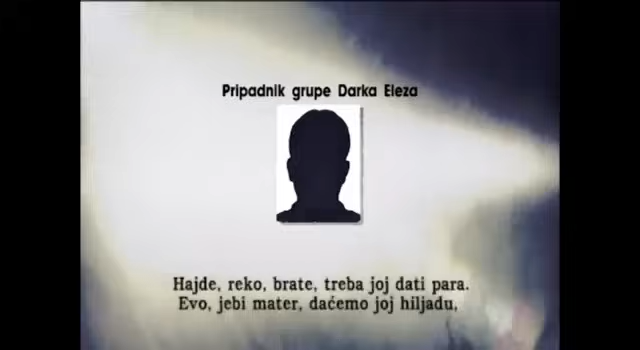 Pripadnik grupe Darka Eleza
Hajde, reko, brate, treba joj dati para.
Evo, jebi mater, daćemo joj hiljadu,